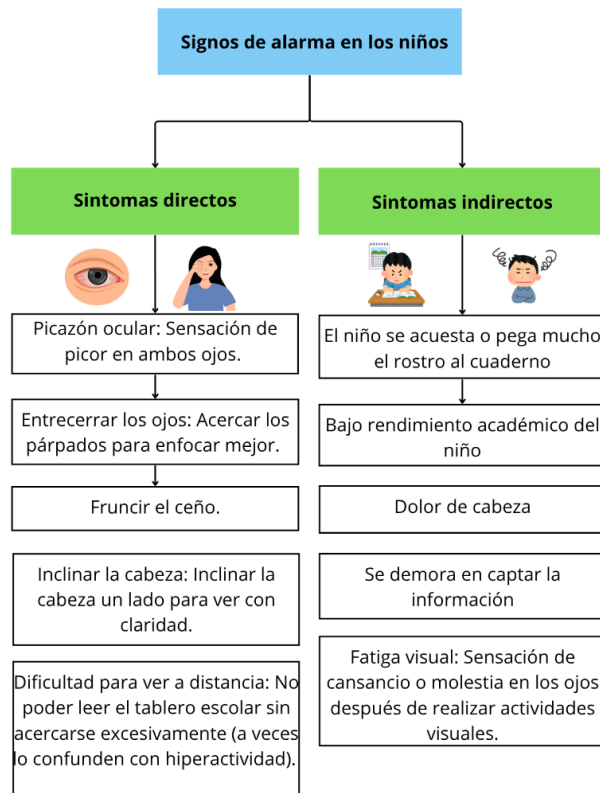 Signos de alarma en los niños
Sintomas directos
Picazón ocular: Sensación de
picor en ambos ojos.
Entrecerrar los ojos: Acercar los
párpados para enfocar mejor.
Fruncir el ceño.
Inclinar la cabeza: Inclinar la
cabeza un lado para ver con
claridad.
Dificultad para ver a distancia: No
poder leer el tablero escolar sin
acercarse excesivamente (a veces
lo confunden con hiperactividad).
Sintomas indirectos
El niño se acuesta o pega mucho
el rostro al cuaderno
Bajo rendimiento académico del
niño
Dolor de cabeza
Se demora en captar la
información
Fatiga visual: Sensación de
cansancio o molestia en los ojos
después de realizar actividades
visuales.